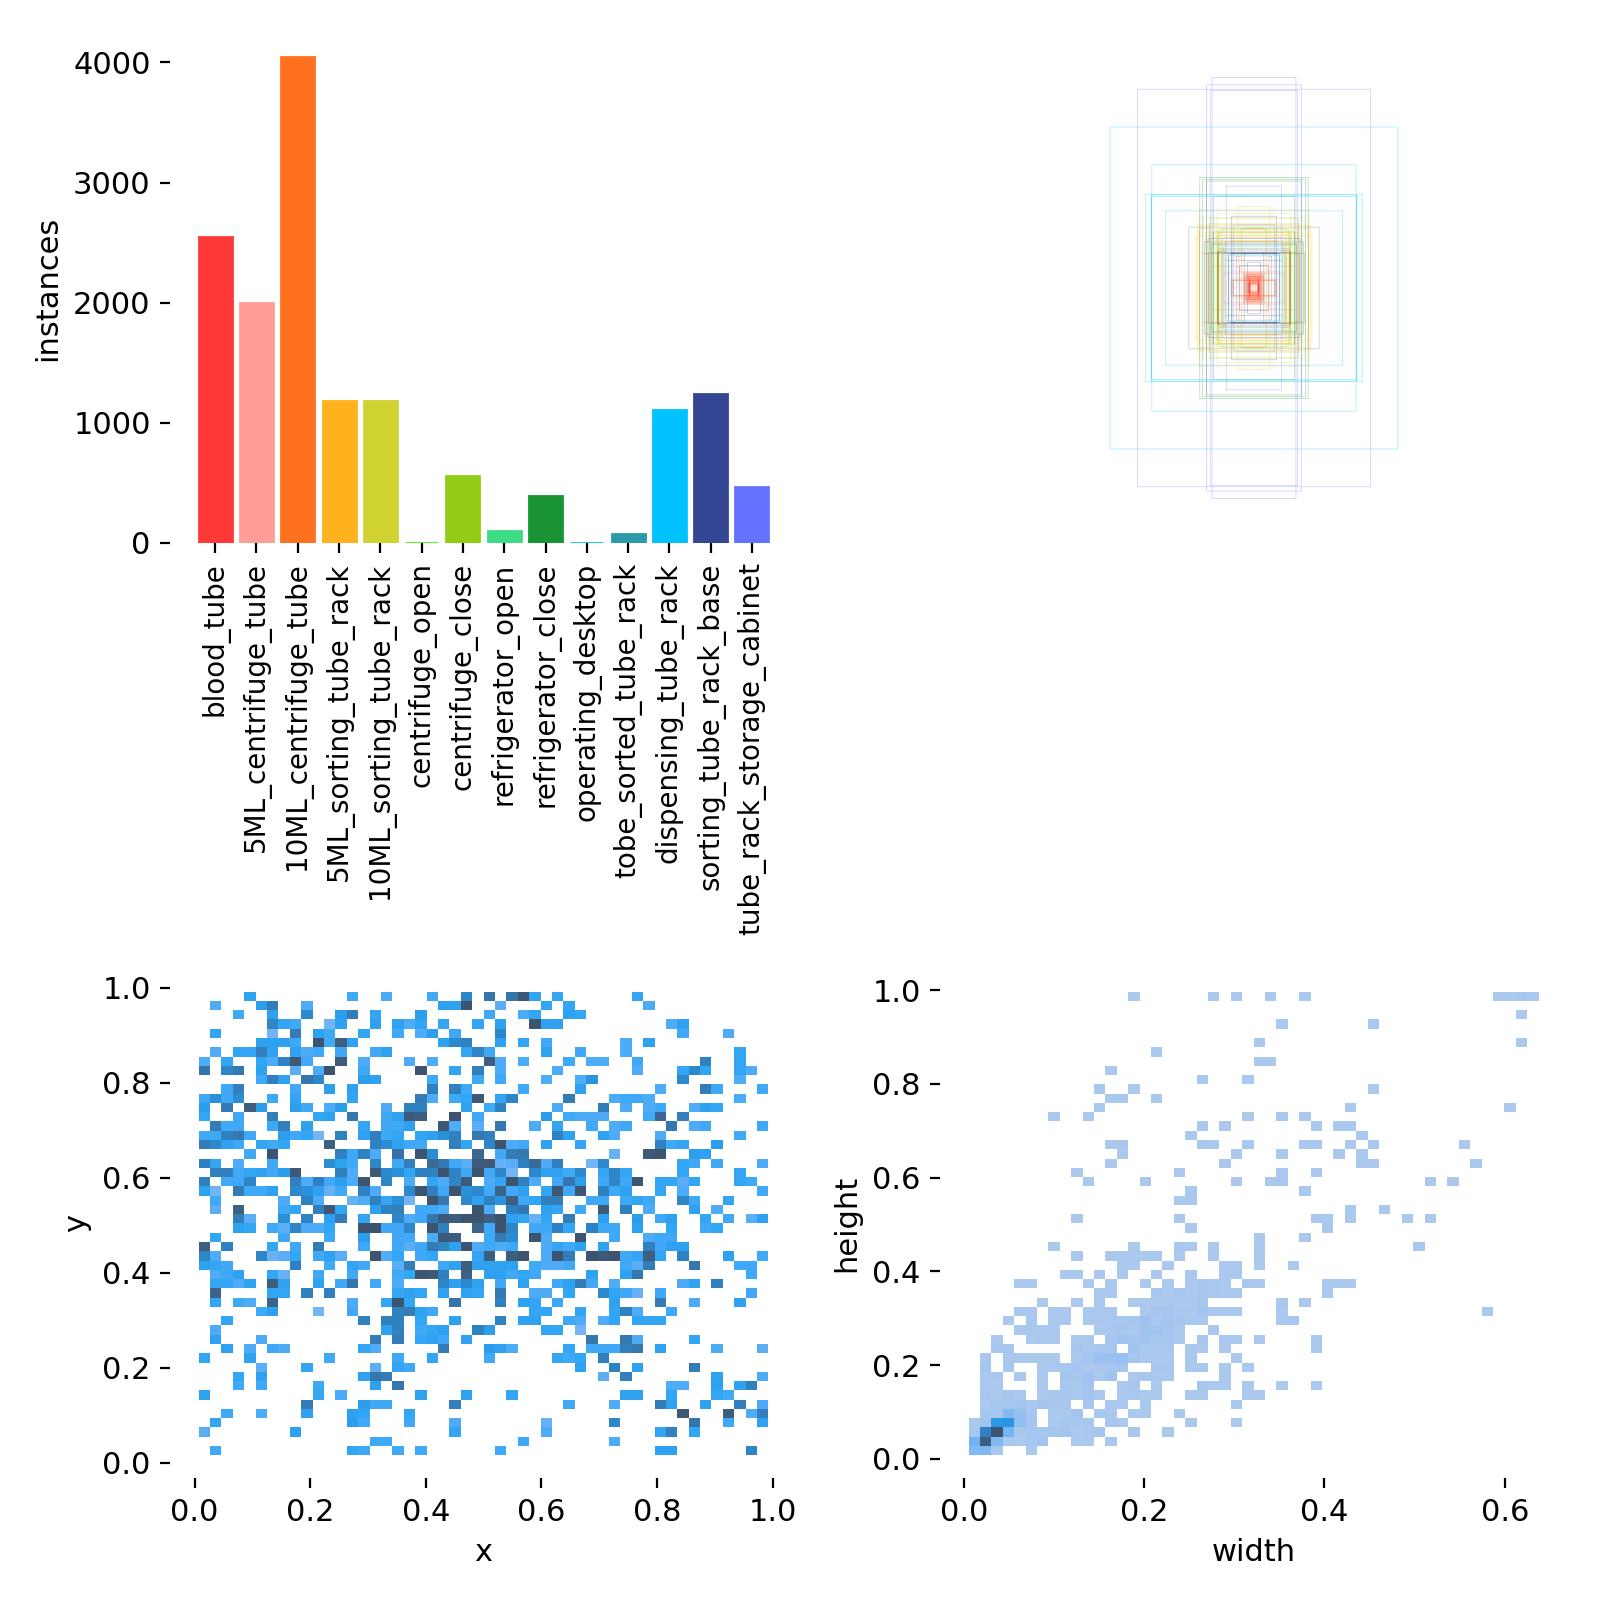 4000
3000
2000
1000
0
instances
blood_tube
5ML_centrifuge_tube
10ML_centrifuge_tube
5ML_sorting_tube_rack
10ML_sorting_tube_rack
centrifuge_open
centrifuge_close
refrigerator_open
refrigerator_close
operating_desktop
tobe_sorted_tube_rack
dispensing_tube_rack
sorting_tube_rack_base
tube_rack_storage_cabinet
1.0
0.8
0.6
0.4
0.2
0.0
y
0.0 0.2 0.4 0.6 0.8 1.0
x
1.0
0.8
0.6
0.4
0.2
0.0
height
0.0 0.2 0.4 0.6
width